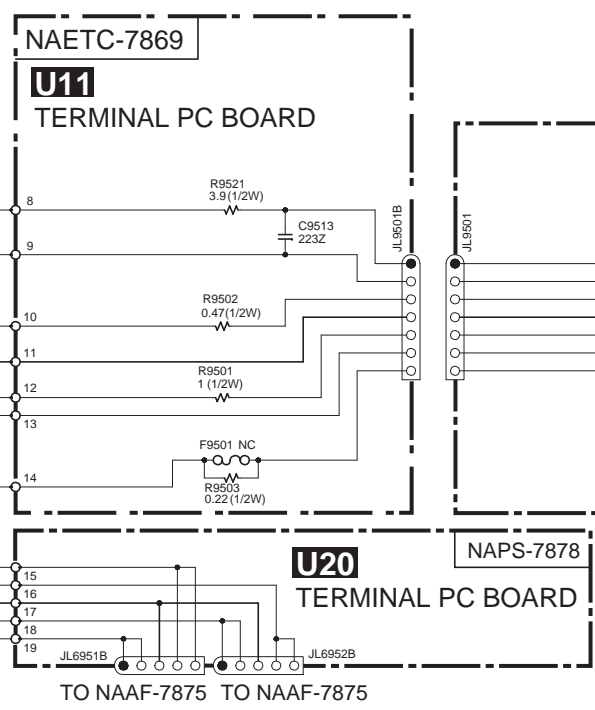 NAETC-7869
U11
TERMINAL PC BOARD
8
R9521
3.9(1/2W)
C9513
223Z
JL9501B
JL9501
9
R9502
0.47(1/2W)
10
11
R9501
1 (1/2W)
12
13
F9501 NC
14
R9503
0.22(1/2W)
U20
NAPS-7878
TERMINAL PC BOARD
15
16
17
18
19
JL6951B
JL6952B
TO NAAF-7875
TO NAAF-7875